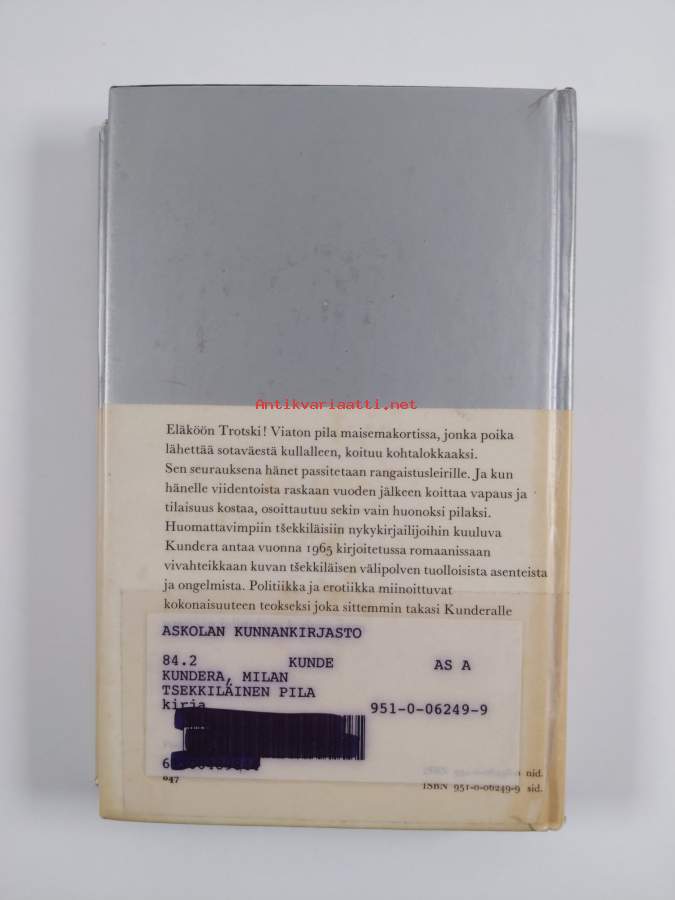 Antikvariaatti.net
Eläköön Trotski! Viaton pila maisemakortissa, jonka poika
lähettää sotaväestä kullalleen, koituu kohtalokkaaksi.
Sen seurauksena hänet passitetaan rangaistusleirille. Ja kun
hänelle viidentoista raskaan vuoden jälkeen koittaa vapaus ja
tilaisuus kostaa, osoittautuu sekin vain huonoksi pilaksi.
Huomattavimpiin tšekkiläisiin nykykirjailijoihin kuuluva
Kundera antaa vuonna 1965 kirjoitetussa romaanissaan
vivahteikkaan kuvan tšekkiläisen välipolven tuolloisista asenteista
ja ongelmista. Politiikka ja erotiikka miinoittuvat
kokonaisuuteen teokseksi joka sittemmin takasi Kunderalle
ASKOLAN KUNNANKIRJASTO
84.2 KUNDE AS A
KUNDERA, MILAN
TSEKKILÄINEN PILA
kirja 951-0-06249-9
nid.
ISBN 951-0-06249-9 sid.